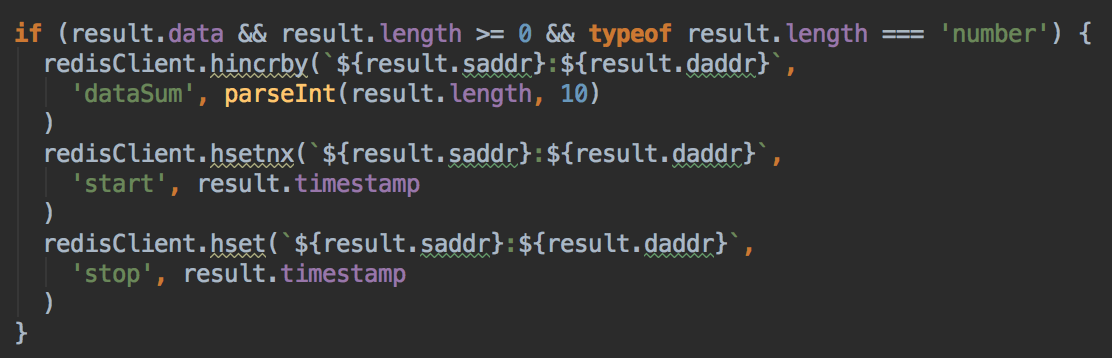 if (result.data && result.length >= 0 && typeof result.length === 'number') {
  redisClient.hincrby(`${result.saddr}:${result.daddr}`,
    'dataSum', parseInt(result.length, 10)
  )
  redisClient.hsetnx(`${result.saddr}:${result.daddr}`,
    'start', result.timestamp
  )
  redisClient.hset(`${result.saddr}:${result.daddr}`,
    'stop', result.timestamp
  )
}